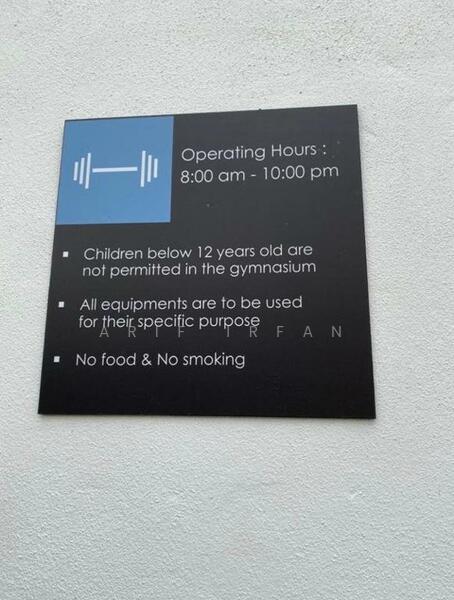 Operating Hours :
8:00 am - 10:00 pm
▪ Children below 12 years old are
not permitted in the gymnasium
▪ All equipments are to be used
for their specific purpose
ARIF IRFAN
▪ No food & No smoking